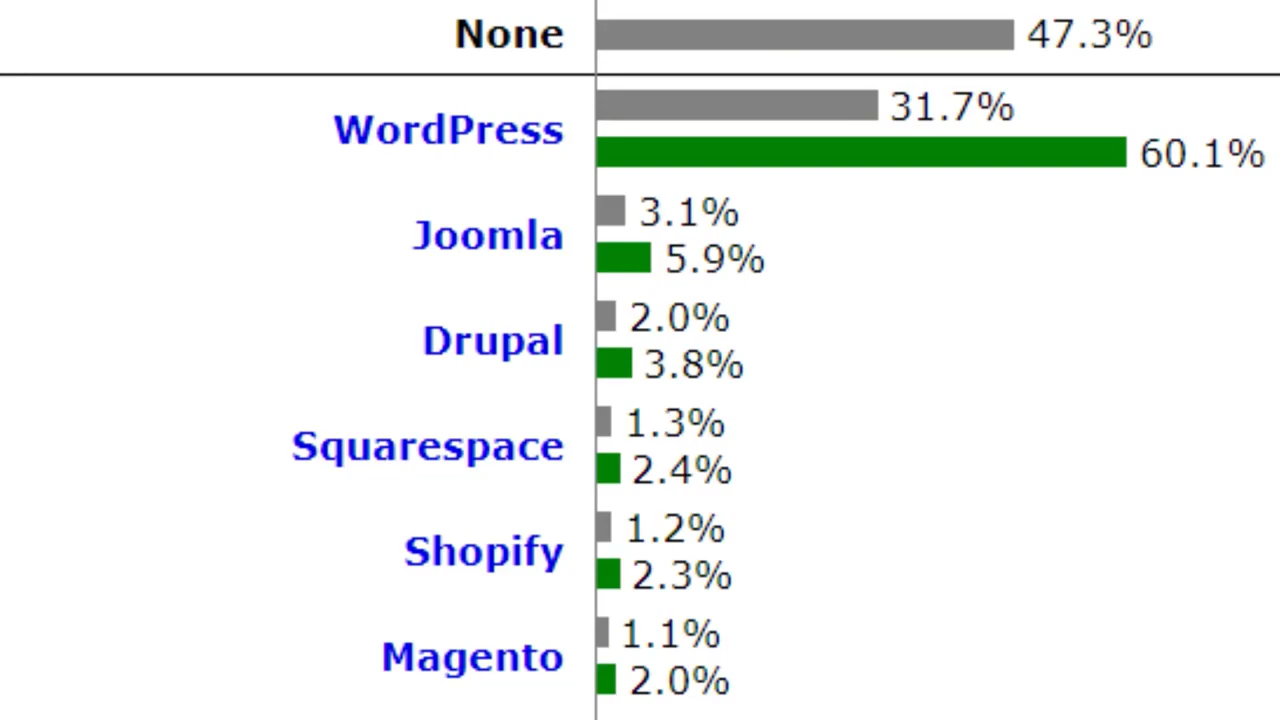 None 47.3%
31.7%
WordPress
60.1%
3.1%
Joomla
5.9%
2.0%
Drupal
3.8%
1.3%
Squarespace
2.4%
1.2%
Shopify
2.3%
1.1%
Magento
2.0%